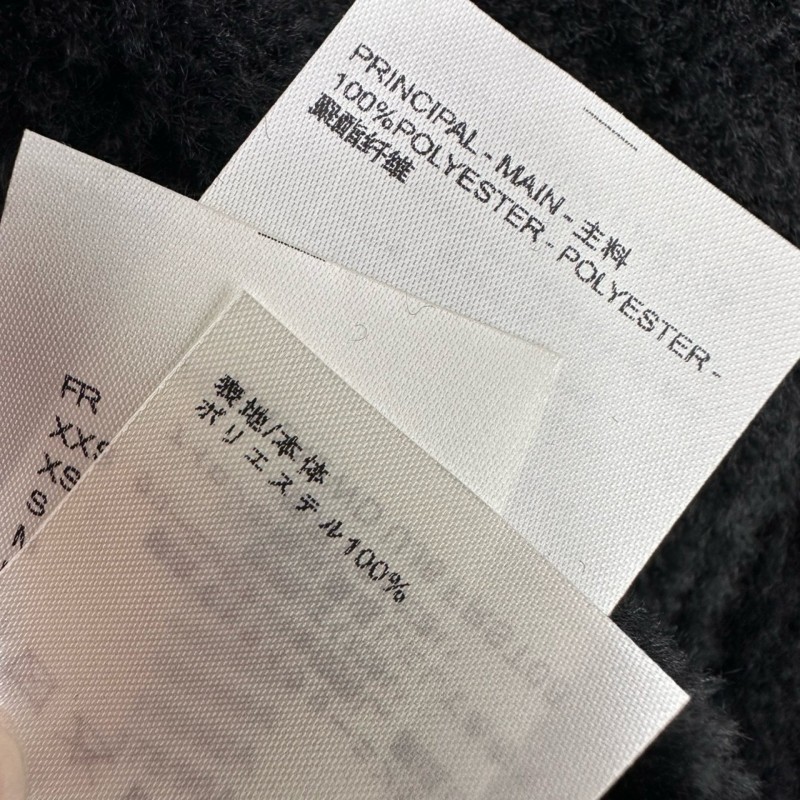 PRINCIPAL - MAIN - 主料
100%POLYESTER - POLYESTER -
聚酯纤维
FR
XXS
XS
S
表地/本体
ポリエステル100%